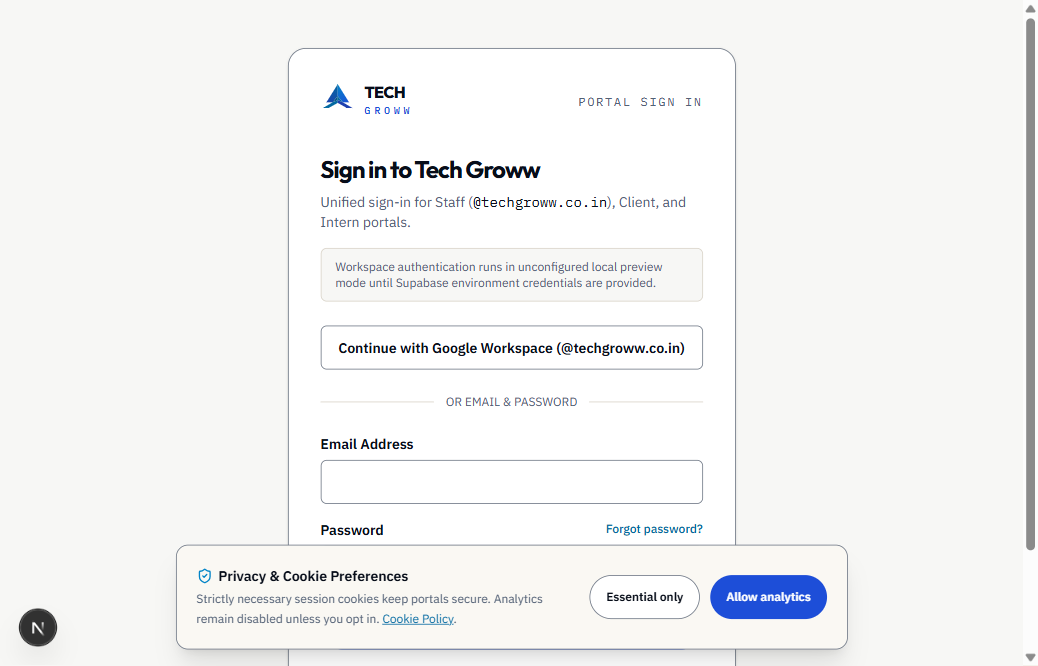 TECH
GROWW
PORTAL SIGN IN
Sign in to Tech Groww
Unified sign-in for Staff (@techgroww.co.in), Client, and
Intern portals.
Workspace authentication runs in unconfigured local preview
mode until Supabase environment credentials are provided.
Continue with Google Workspace (@techgroww.co.in)
OR EMAIL & PASSWORD
Email Address
Password
Forgot password?
Privacy & Cookie Preferences
Strictly necessary session cookies keep portals secure. Analytics
remain disabled unless you opt in. Cookie Policy.
Essential only
Allow analytics
N